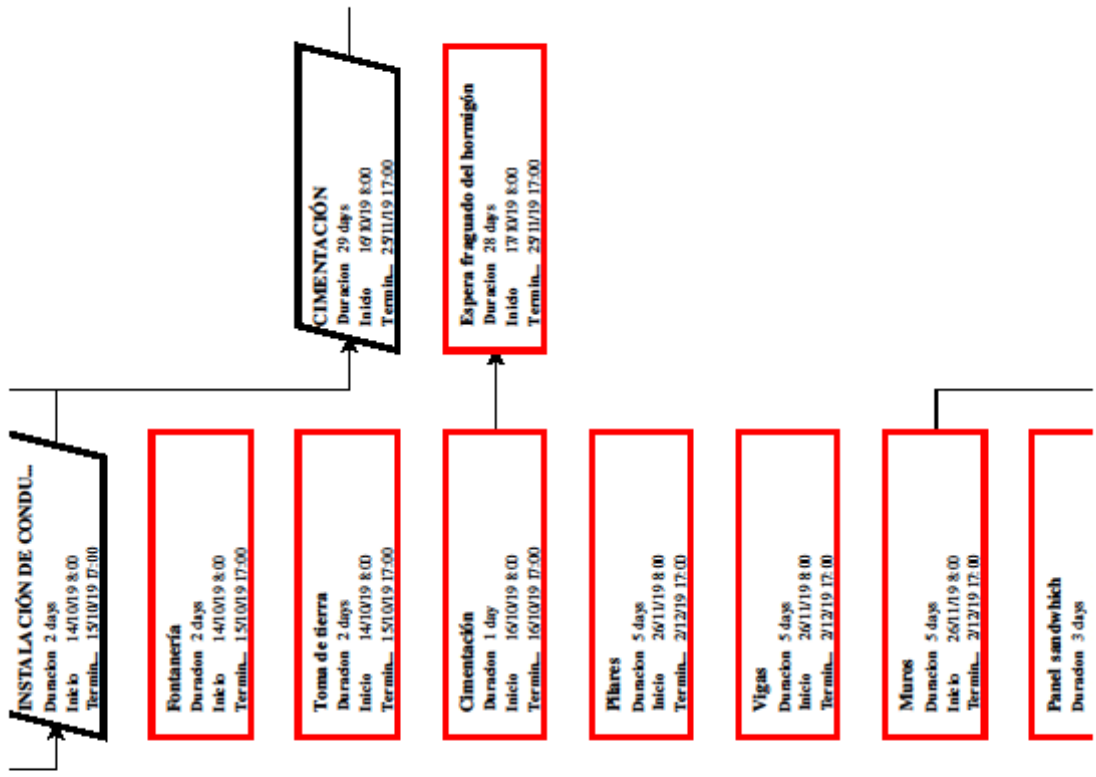 INSTALACIÓN DE CONDU...
Duracion 2 days
Inicio 14/10/19 8:00
Termin... 15/10/19 17:00
Fontanería
Duracion 2 days
Inicio 14/10/19 8:00
Termin... 15/10/19 17:00
Toma de tierra
Duracion 2 days
Inicio 14/10/19 8:00
Termin... 15/10/19 17:00
CIMENTACIÓN
Duracion 29 days
Inicio 16/10/19 8:00
Termin... 25/11/19 17:00
Cimentación
Duracion 1 day
Inicio 16/10/19 8:00
Termin... 16/10/19 17:00
Espera fraguado del hormigón
Duracion 28 days
Inicio 17/10/19 8:00
Termin... 25/11/19 17:00
Pilares
Duracion 5 days
Inicio 26/11/19 8:00
Termin... 2/12/19 17:00
Vigas
Duracion 5 days
Inicio 26/11/19 8:00
Termin... 2/12/19 17:00
Muros
Duracion 5 days
Inicio 26/11/19 8:00
Termin... 2/12/19 17:00
Panel sandwhich
Duracion 3 days